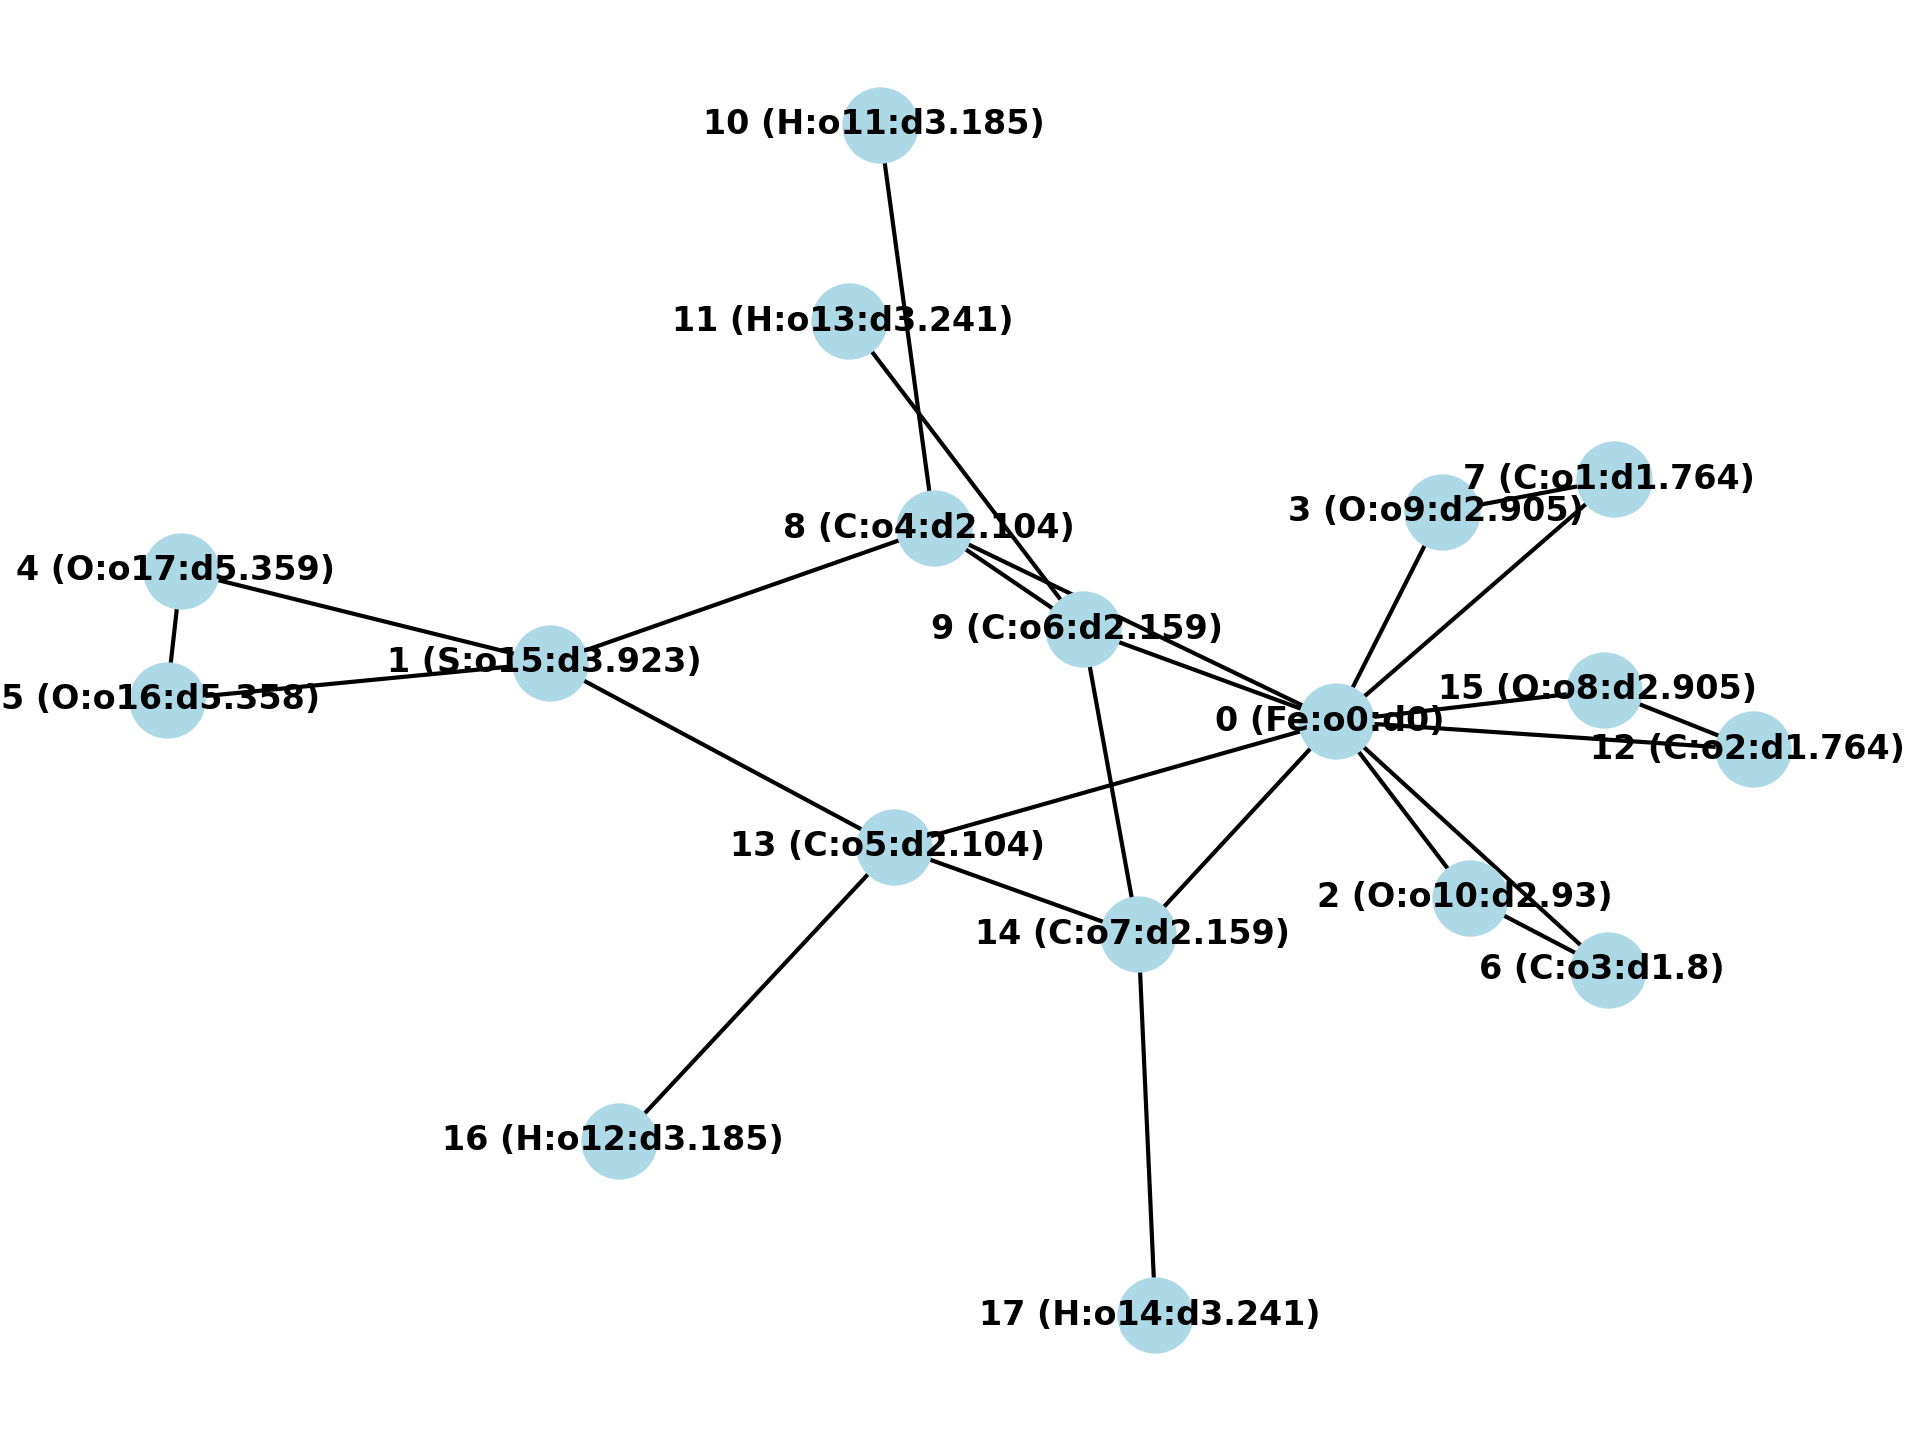 10 (H:o11:d3.185)
11 (H:o13:d3.241)
7 (C:o1:d1.764)
3 (O:o9:d2.905)
8 (C:o4:d2.104)
4 (O:o17:d5.359)
9 (C:o6:d2.159)
1 (S:o15:d3.923)
5 (O:o16:d5.358)
15 (O:o8:d2.905)
0 (Fe:o0:d0)
12 (C:o2:d1.764)
13 (C:o5:d2.104)
2 (O:o10:d2.93)
14 (C:o7:d2.159)
6 (C:o3:d1.8)
16 (H:o12:d3.185)
17 (H:o14:d3.241)